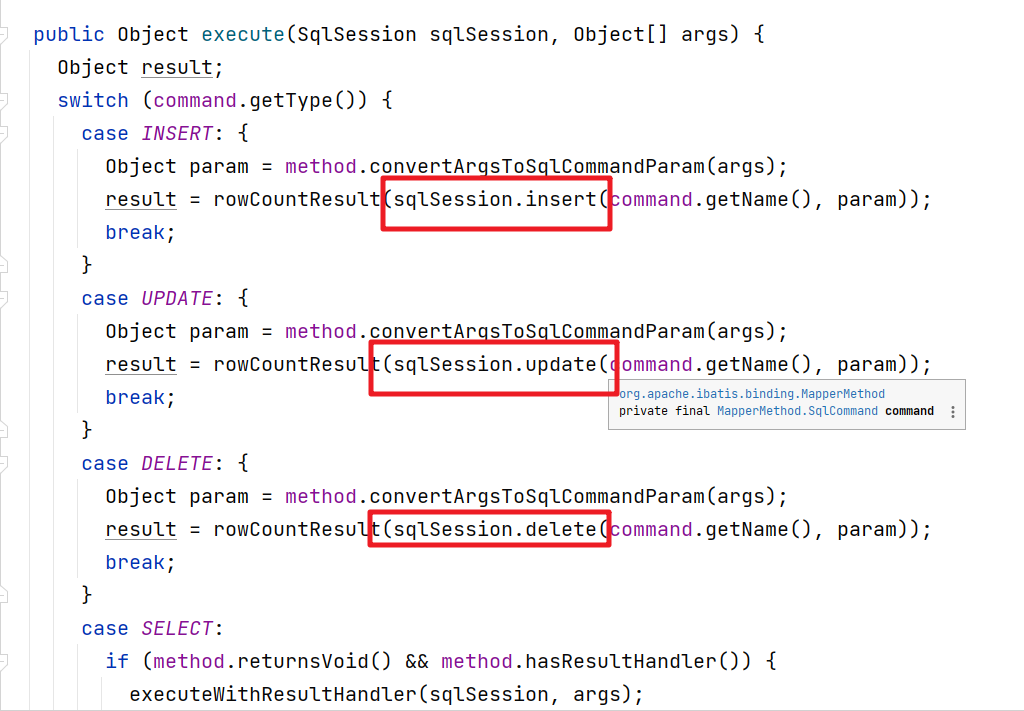 public Object execute(SqlSession sqlSession, Object[] args) {
Object result;
switch (command.getType()) {
case INSERT: {
Object param = method.convertArgsToSqlCommandParam(args);
result = rowCountResult(sqlSession.insert(command.getName(), param));
break;
}
case UPDATE: {
Object param = method.convertArgsToSqlCommandParam(args);
result = rowCountResult(sqlSession.update(command.getName(), param));
org.apache.ibatis.binding.MapperMethod
break;
private final MapperMethod.SqlCommand command
}
case DELETE: {
Object param = method.convertArgsToSqlCommandParam(args);
result = rowCountResult(sqlSession.delete(command.getName(), param));
break;
}
case SELECT:
if (method.returnsVoid() && method.hasResultHandler()) {
executeWithResultHandler(sqlSession, args);